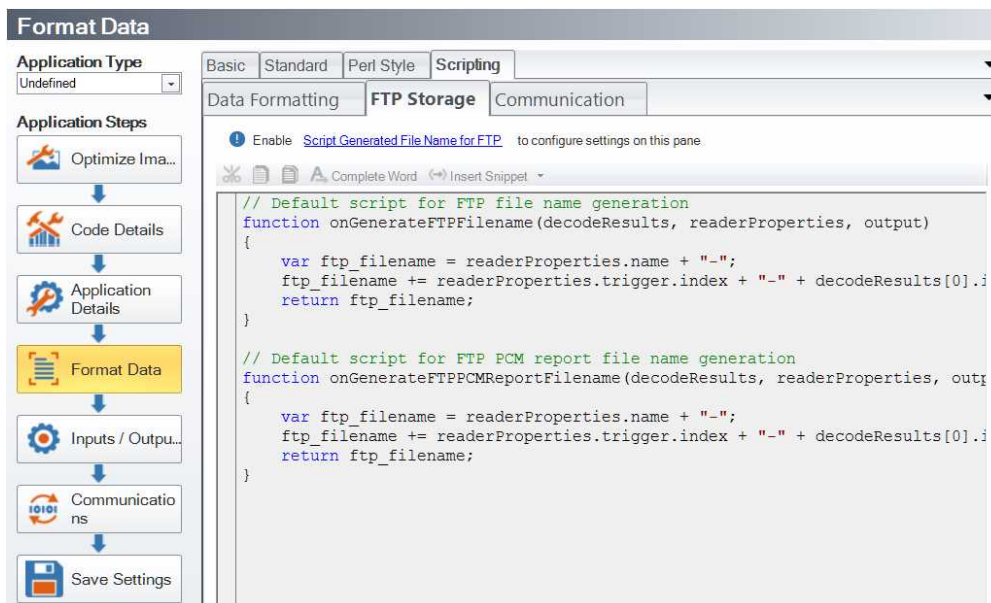 Format Data
Application Type
Undefined
Application Steps
Optimize Ima...
Code Details
Application
Details
Format Data
Inputs / Outpu...
Communicatio
ns
Save Settings
Basic Standard Perl Style Scripting
Data Formatting FTP Storage Communication
Enable Script Generated File Name for FTP to configure settings on this pane
Complete Word Insert Snippet
// Default script for FTP file name generation
function onGenerateFTPFilename(decodeResults, readerProperties, output)
{
var ftp_filename = readerProperties.name + "-";
ftp_filename += readerProperties.trigger.index + "-" + decodeResults[0].i
return ftp_filename;
}
// Default script for FTP PCM report file name generation
function onGenerateFTPPCMReportFilename(decodeResults, readerProperties, outp
{
var ftp_filename = readerProperties.name + "-";
ftp_filename += readerProperties.trigger.index + "-" + decodeResults[0].i
return ftp_filename;
}